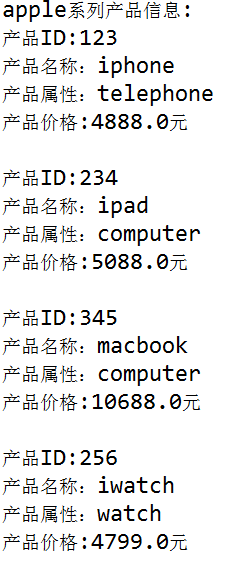 apple系列产品信息:
产品ID:123
产品名称：iphone
产品属性：telephone
产品价格:4888.0元
产品ID:234
产品名称：ipad
产品属性：computer
产品价格:5088.0元
产品ID:345
产品名称：macbook
产品属性：computer
产品价格:10688.0元
产品ID:256
产品名称：iwatch
产品属性：watch
产品价格:4799.0元